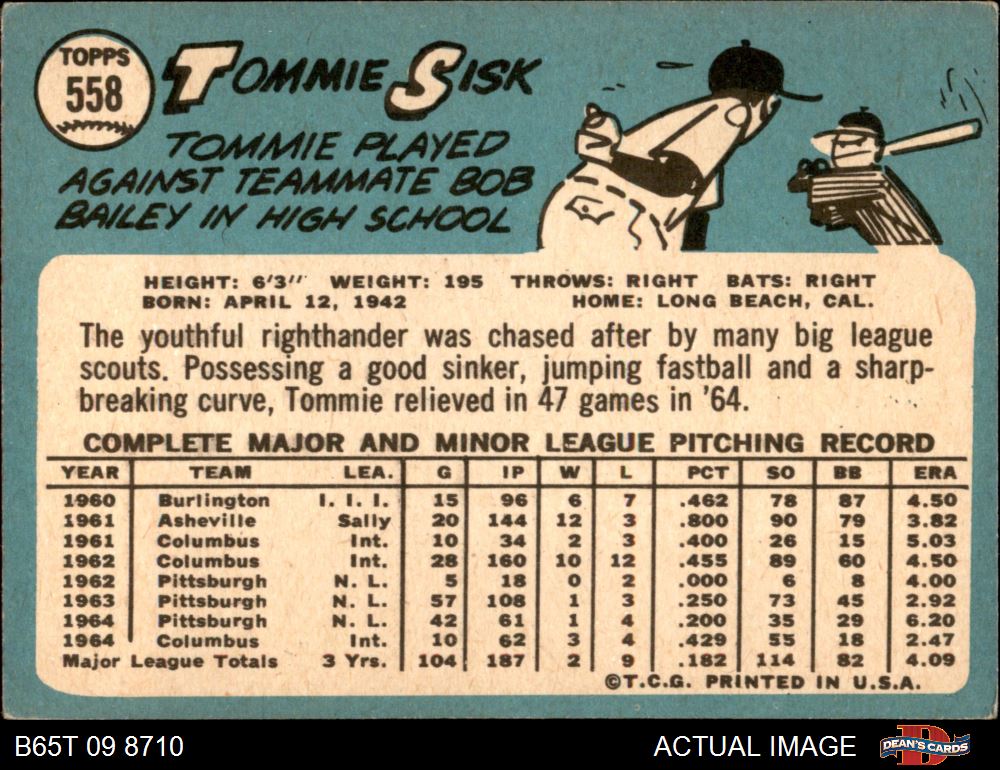 TOPPS
558
TOMMIE SISK
TOMMIE PLAYED
AGAINST TEAMMATE BOB
BAILEY IN HIGH SCHOOL
HEIGHT: 6'3" WEIGHT: 195 THROWS: RIGHT BATS: RIGHT
BORN: APRIL 12, 1942 HOME: LONG BEACH, CAL.
The youthful righthander was chased after by many big league
scouts. Possessing a good sinker, jumping fastball and a sharp-
breaking curve, Tommie relieved in 47 games in '64.
COMPLETE MAJOR AND MINOR LEAGUE PITCHING RECORD
YEAR TEAM LEA. G IP W L PCT SO BB ERA
1960 Burlington I. I. I. 15 96 6 7 .462 78 87 4.50
1961 Asheville Sally 20 144 12 3 .800 90 79 3.82
1961 Columbus Int. 10 34 2 3 .400 26 15 5.03
1962 Columbus Int. 28 160 10 12 .455 89 60 4.50
1962 Pittsburgh N. L. 5 18 0 2 .000 6 8 4.00
1963 Pittsburgh N. L. 57 108 1 3 .250 73 45 2.92
1964 Pittsburgh N. L. 42 61 1 4 .200 35 29 6.20
1964 Columbus Int. 10 62 3 4 .429 55 18 2.47
Major League Totals 3 Yrs. 104 187 2 9 .182 114 82 4.09
©T.C.G. PRINTED IN U.S.A.
B65T 09 8710 ACTUAL IMAGE
DEAN'S CARDS